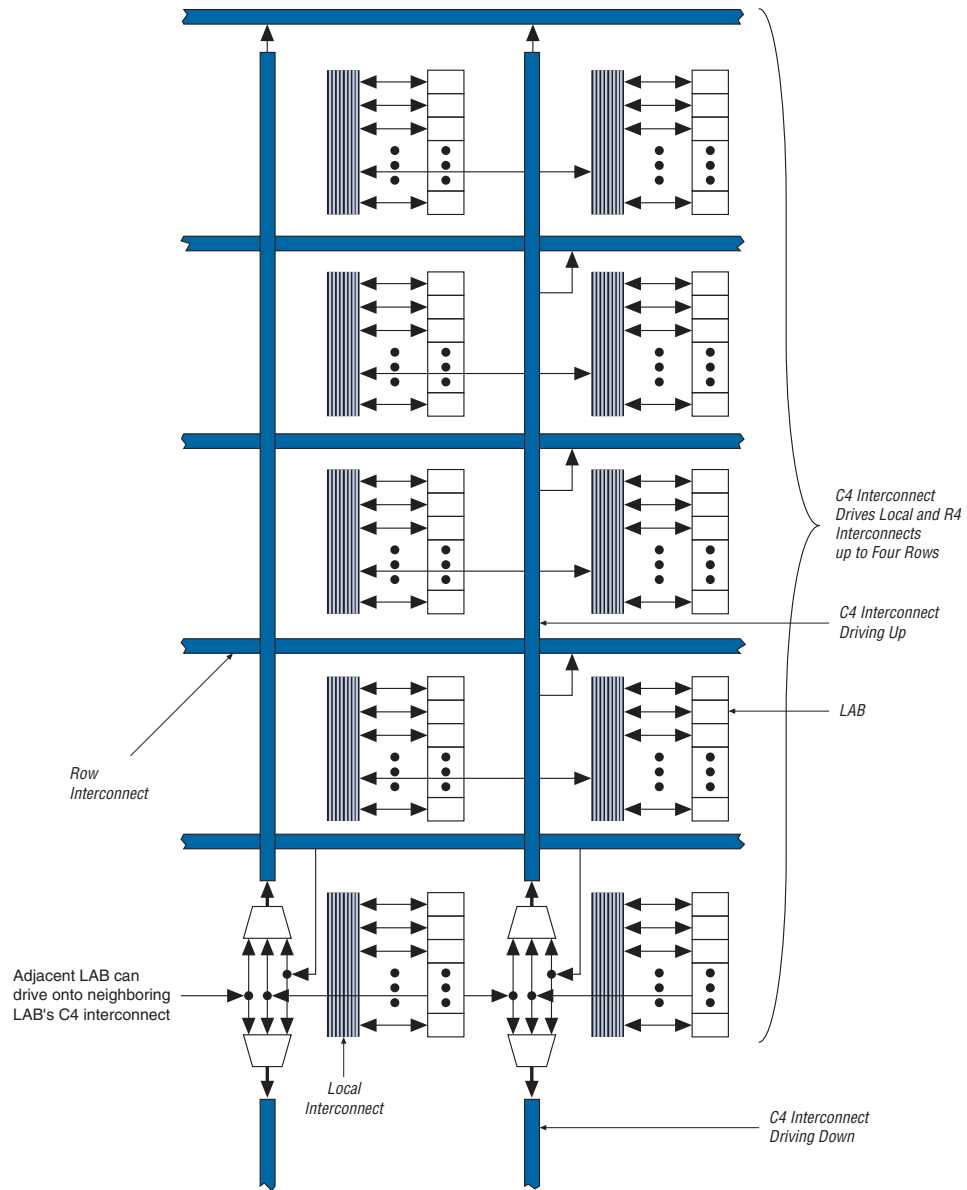 C4 Interconnect
Drives Local and R4
Interconnects
up to Four Rows
C4 Interconnect
Driving Up
LAB
Row
Interconnect
Adjacent LAB can
drive onto neighboring
LAB's C4 interconnect
Local
Interconnect
C4 Interconnect
Driving Down